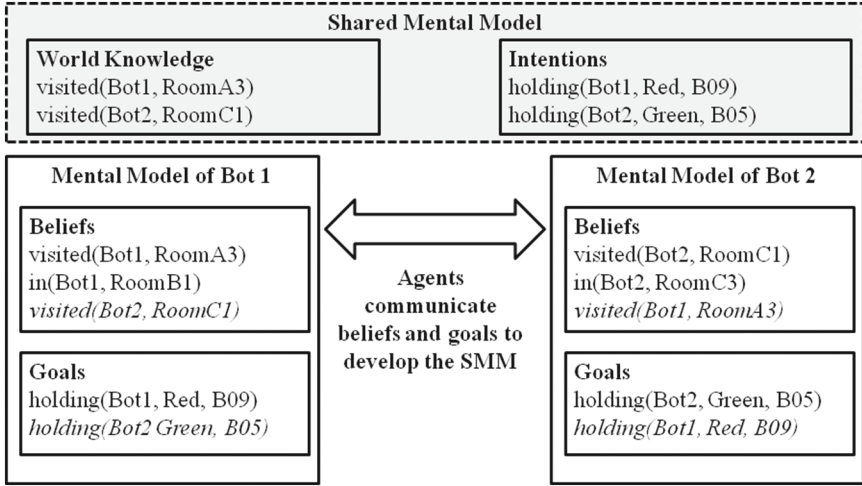 Shared Mental Model
World Knowledge
visited(Bot1, RoomA3)
visited(Bot2, RoomC1)
Intentions
holding(Bot1, Red, B09)
holding(Bot2, Green, B05)
Mental Model of Bot 1
Beliefs
visited(Bot1, RoomA3)
in(Bot1, RoomB1)
visited(Bot2, RoomC1)
Goals
holding(Bot1, Red, B09)
holding(Bot2 Green, B05)
Agents
communicate
beliefs and goals to
develop the SMM
Mental Model of Bot 2
Beliefs
visited(Bot2, RoomC1)
in(Bot2, RoomC3)
visited(Bot1, RoomA3)
Goals
holding(Bot2, Green, B05)
holding(Bot1, Red, B09)